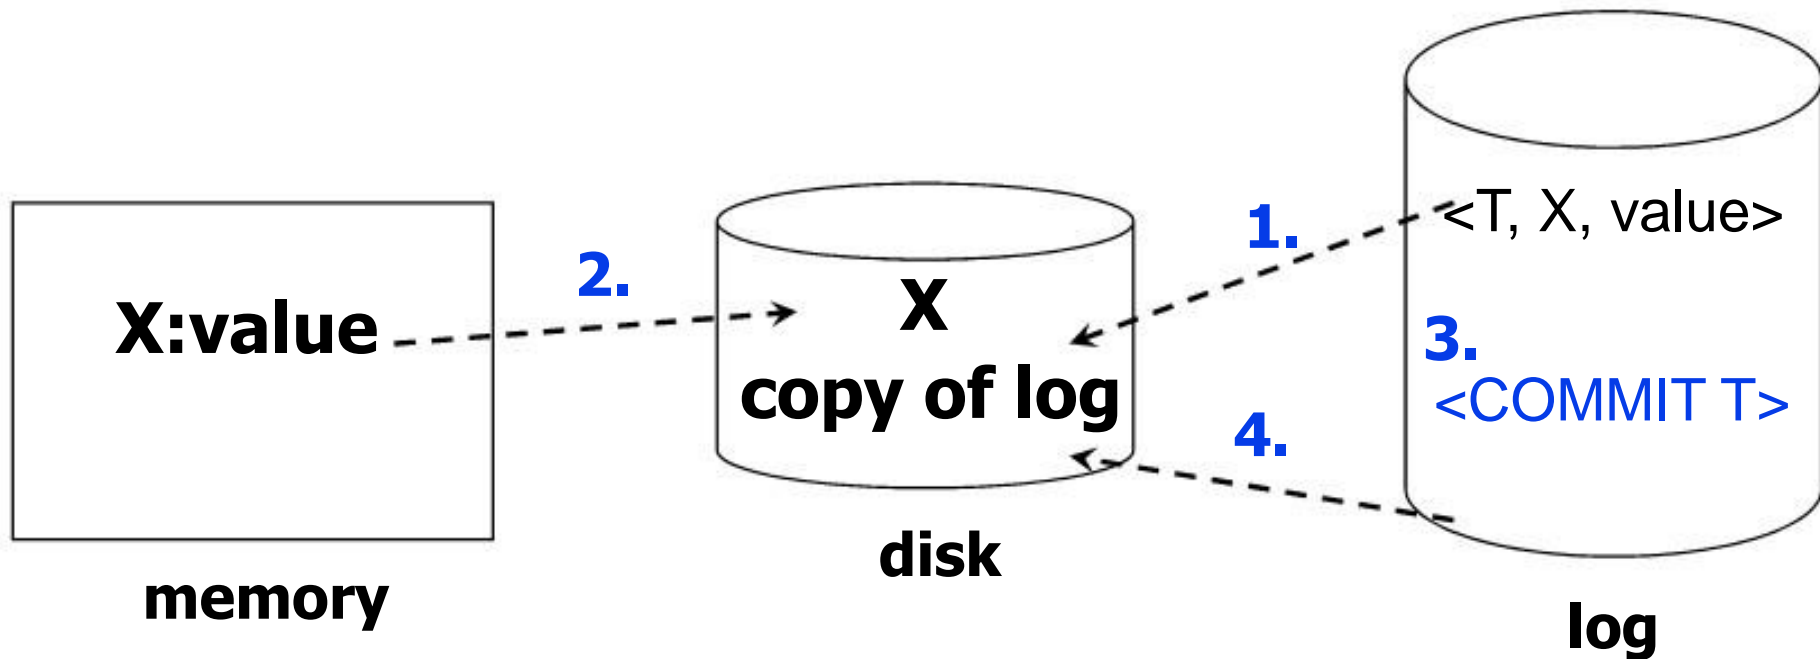 X:value
memory
2.
X
copy of log
disk
1.
4.
<T, X, value>
3.
<COMMIT T>
log